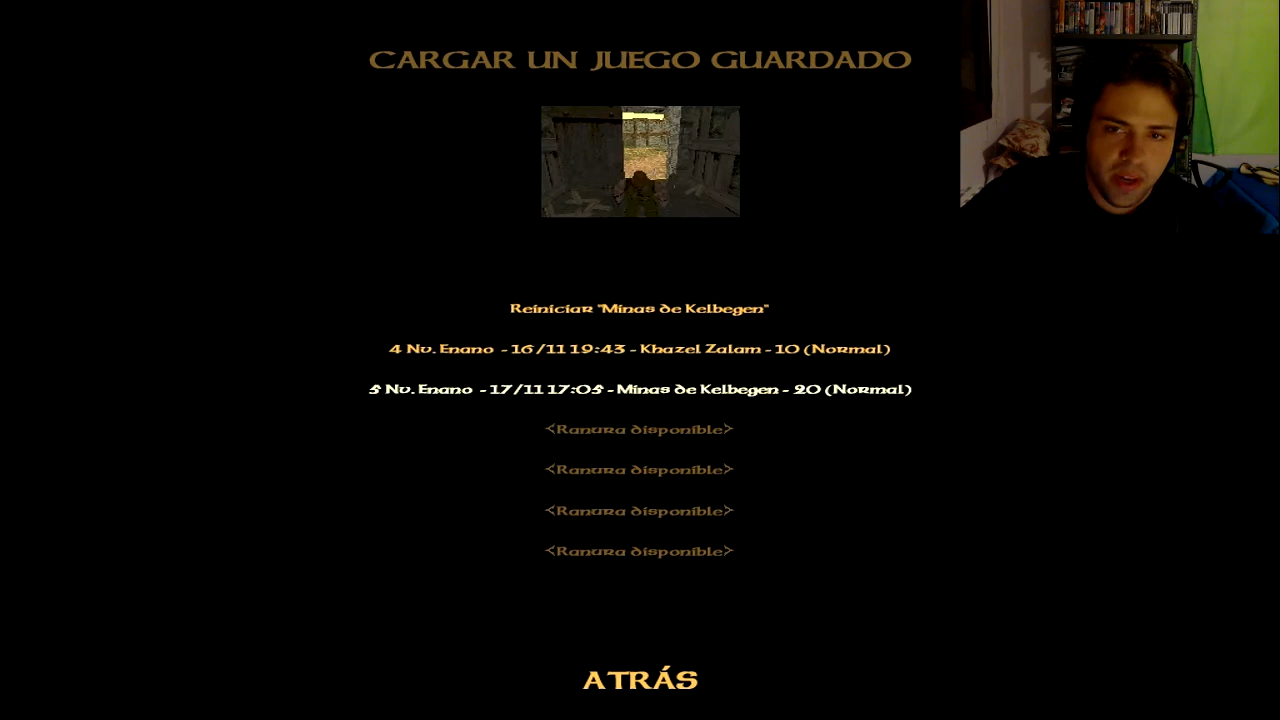 CARGAR UN JUEGO GUARDADO
Reiniciar "Minas de Kelbegen"
4 Nv. Enano - 16/11 19:43 - Khazel Zalam - 10 (Normal)
5 Nv. Enano - 17/11 17:05 - Minas de Kelbegen - 20 (Normal)
<Ranura disponible>
<Ranura disponible>
<Ranura disponible>
<Ranura disponible>
ATRÁS